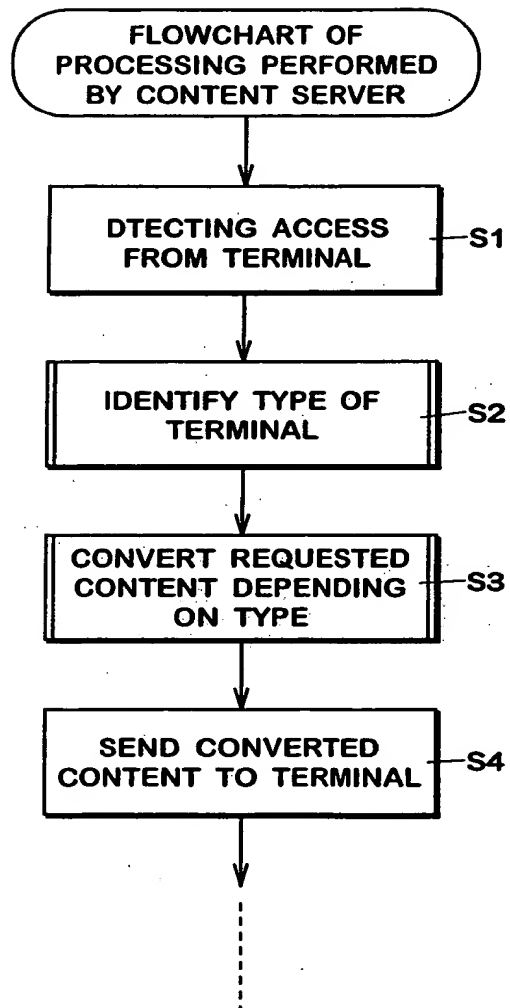 FLOWCHART OF
PROCESSING PERFORMED
BY CONTENT SERVER
DTECTING ACCESS
FROM TERMINAL
S1
IDENTIFY TYPE OF
TERMINAL
S2
CONVERT REQUESTED
CONTENT DEPENDING
ON TYPE
S3
SEND CONVERTED
CONTENT TO TERMINAL
S4